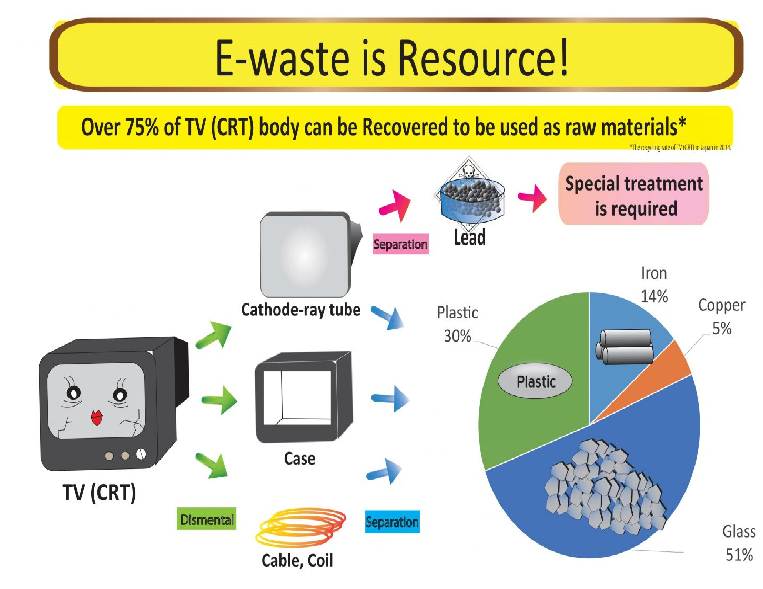 E-waste is Resource!
Over 75% of TV (CRT) body can be Recovered to be used as raw materials*
Special treatment
is required
Separation
Lead
Cathode-ray tube
Iron
14%
Copper
5%
Plastic
30%
Plastic
Case
TV (CRT)
Dismental
Separation
Cable, Coil
Glass
51%